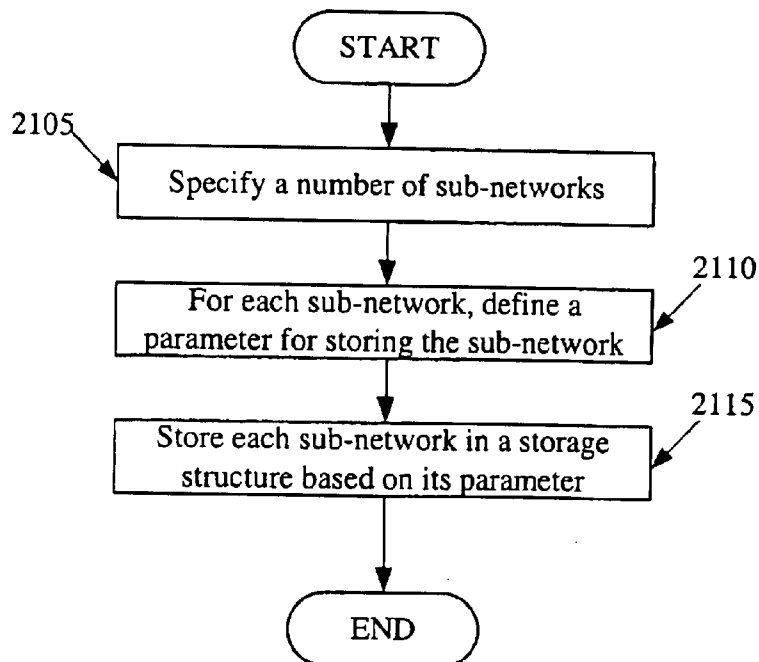 START
2105
Specify a number of sub-networks
2110
For each sub-network, define a
parameter for storing the sub-network
2115
Store each sub-network in a storage
structure based on its parameter
END